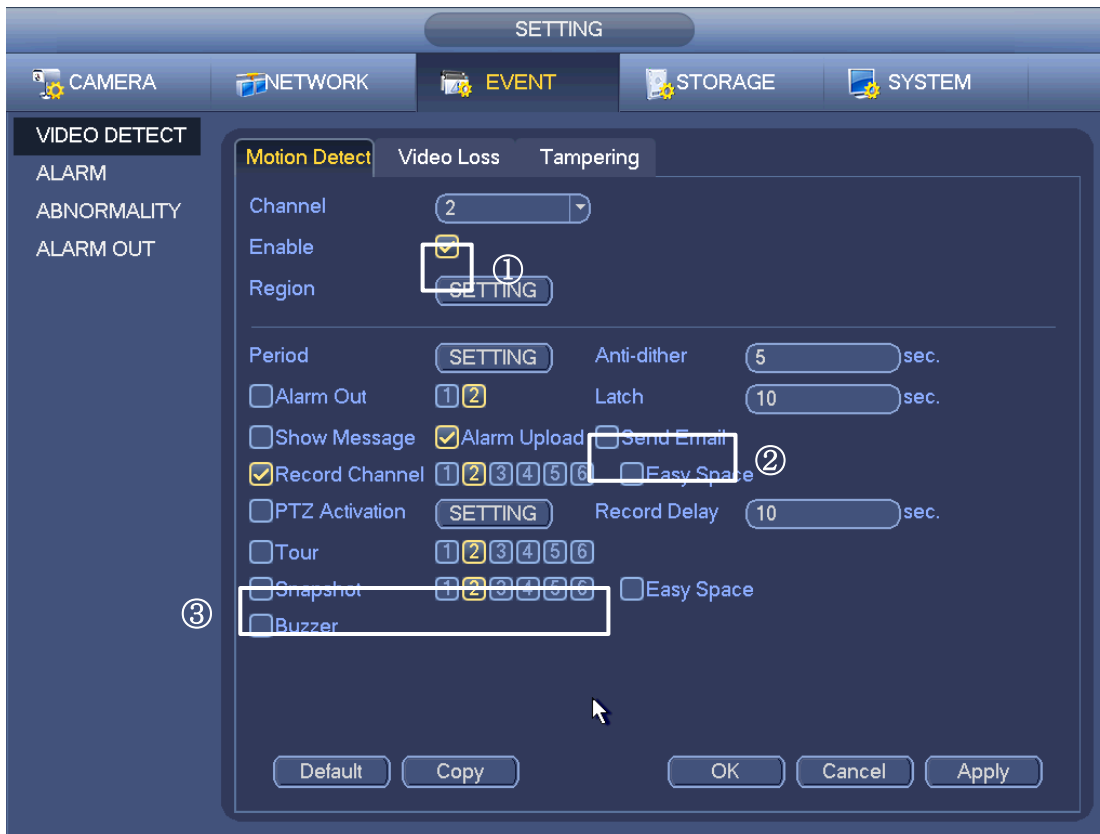 SETTING
CAMERA NETWORK EVENT STORAGE SYSTEM
VIDEO DETECT
ALARM
ABNORMALITY
ALARM OUT
Motion Detect Video Loss Tampering
Channel 2
Enable ①
Region SETTING
Period SETTING Anti-dither 5 sec.
Alarm Out 1 2 Latch 10 sec.
Show Message Alarm Upload Send Email
Record Channel 1 2 3 4 5 6 Easy Space ②
PTZ Activation SETTING Record Delay 10 sec.
Tour 1 2 3 4 5 6
Snapshot 1 2 3 4 5 6 Easy Space
③
Buzzer
Default Copy OK Cancel Apply